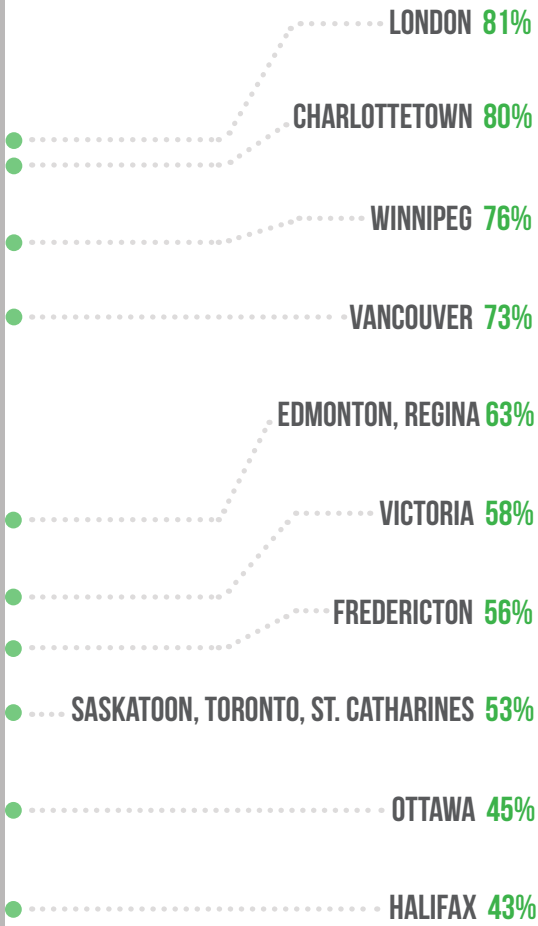 LONDON 81%
CHARLOTTETOWN 80%
WINNIPEG 76%
VANCOUVER 73%
EDMONTON, REGINA 63%
VICTORIA 58%
FREDERICTON 56%
SASKATOON, TORONTO, ST. CATHARINES 53%
OTTAWA 45%
HALIFAX 43%